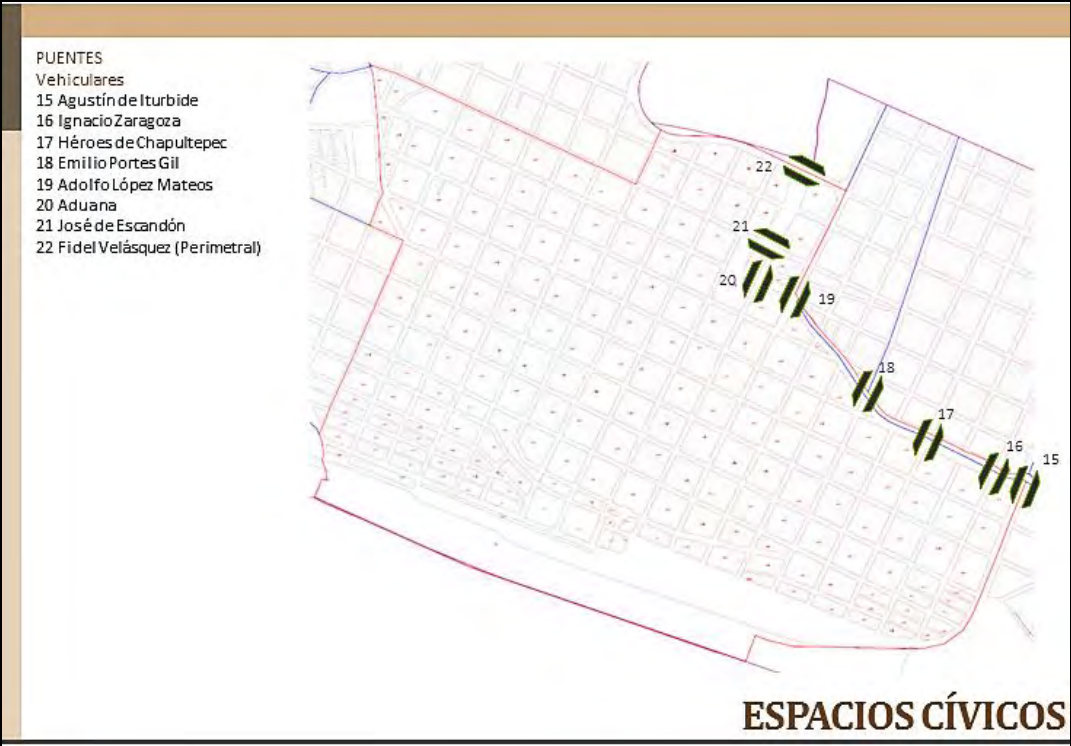 PUENTES
Vehiculares
15 Agustín de Iturbide
16 Ignacio Zaragoza
17 Héroes de Chapultepec
18 Emilio Portes Gil
19 Adolfo López Mateos
20 Aduana
21 José de Escandón
22 Fidel Velásquez (Perimetral)
22
21
20
19
18
17
16
15
ESPACIOS CÍVICOS